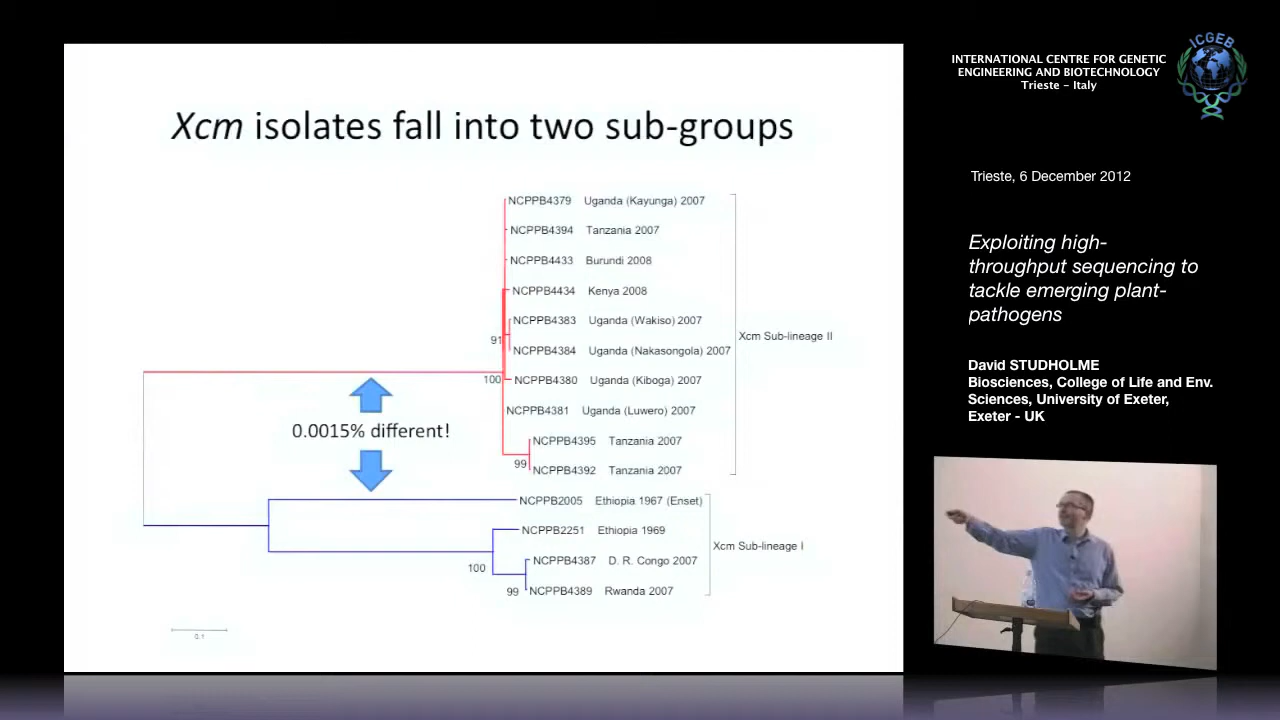 Xcm isolates fall into two sub-groups
NCPPB4379 Uganda (Kayunga) 2007
NCPPB4394 Tanzania 2007
NCPPB4433 Burundi 2008
NCPPB4434 Kenya 2008
NCPPB4383 Uganda (Wakiso) 2007
91
NCPPB4384 Uganda (Nakasongola) 2007
Xcm Sub-lineage II
100
NCPPB4380 Uganda (Kiboga) 2007
NCPPB4381 Uganda (Luwero) 2007
0.0015% different!
NCPPB4395 Tanzania 2007
99
NCPPB4392 Tanzania 2007
NCPPB2005 Ethiopia 1967 (Enset)
NCPPB2251 Ethiopia 1969
Xcm Sub-lineage I
100
NCPPB4387 D. R. Congo 2007
99
NCPPB4389 Rwanda 2007
0.1
INTERNATIONAL CENTRE FOR GENETIC
ENGINEERING AND BIOTECHNOLOGY
Trieste – Italy
ICGEB
Trieste, 6 December 2012
Exploiting high-
throughput sequencing to
tackle emerging plant-
pathogens
David STUDHOLME
Biosciences, College of Life and Env.
Sciences, University of Exeter,
Exeter - UK